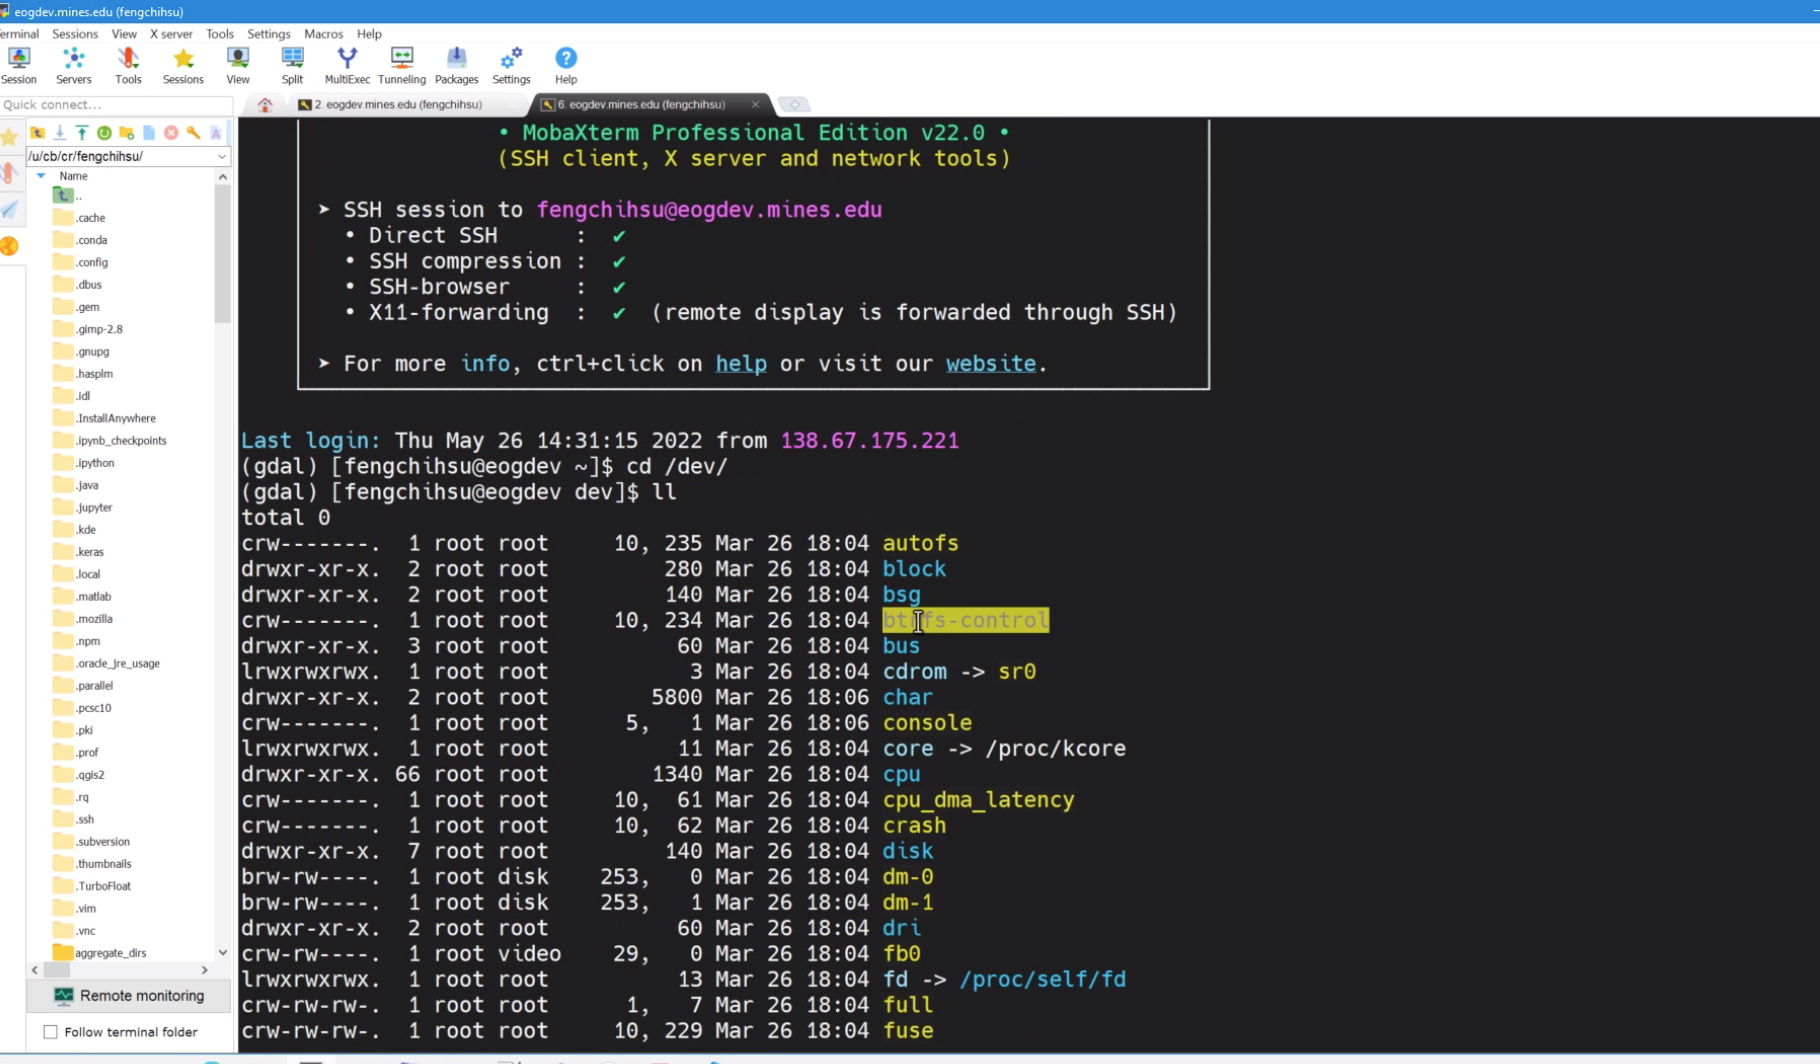 eogdev.mines.edu (fengchihsu)
Terminal Sessions View X server Tools Settings Macros Help
Session Servers Tools Sessions View Split MultiExec Tunneling Packages Settings Help
Quick connect...
2. eogdev.mines.edu (fengchihsu)
6. eogdev.mines.edu (fengchihsu)
/u/cb/cr/fengchihsu/
Name
..
.cache
.conda
.config
.dbus
.gem
.gimp-2.8
.gnupg
.hasplm
.idl
.InstallAnywhere
.ipynb_checkpoints
.ipython
.java
.jupyter
.kde
.keras
.local
.matlab
.mozilla
.npm
.oracle_jre_usage
.parallel
.pcsc10
.pki
.prof
.qgis2
.rq
.ssh
.subversion
.thumbnails
.TurboFloat
.vim
.vnc
aggregate_dirs
Remote monitoring
Follow terminal folder
• MobaXterm Professional Edition v22.0 •
(SSH client, X server and network tools)
➤ SSH session to fengchihsu@eogdev.mines.edu
• Direct SSH : ✔
• SSH compression : ✔
• SSH-browser : ✔
• X11-forwarding : ✔ (remote display is forwarded through SSH)
➤ For more info, ctrl+click on help or visit our website.
Last login: Thu May 26 14:31:15 2022 from 138.67.175.221
(gdal) [fengchihsu@eogdev ~]$ cd /dev/
(gdal) [fengchihsu@eogdev dev]$ ll
total 0
crw-------. 1 root root 10, 235 Mar 26 18:04 autofs
drwxr-xr-x. 2 root root 280 Mar 26 18:04 block
drwxr-xr-x. 2 root root 140 Mar 26 18:04 bsg
crw-------. 1 root root 10, 234 Mar 26 18:04 btrfs-control
drwxr-xr-x. 3 root root 60 Mar 26 18:04 bus
lrwxrwxrwx. 1 root root 3 Mar 26 18:04 cdrom -> sr0
drwxr-xr-x. 2 root root 5800 Mar 26 18:06 char
crw-------. 1 root root 5, 1 Mar 26 18:06 console
lrwxrwxrwx. 1 root root 11 Mar 26 18:04 core -> /proc/kcore
drwxr-xr-x. 66 root root 1340 Mar 26 18:04 cpu
crw-------. 1 root root 10, 61 Mar 26 18:04 cpu_dma_latency
crw-------. 1 root root 10, 62 Mar 26 18:04 crash
drwxr-xr-x. 7 root root 140 Mar 26 18:04 disk
brw-rw----. 1 root disk 253, 0 Mar 26 18:04 dm-0
brw-rw----. 1 root disk 253, 1 Mar 26 18:04 dm-1
drwxr-xr-x. 2 root root 60 Mar 26 18:04 dri
crw-rw----. 1 root video 29, 0 Mar 26 18:04 fb0
lrwxrwxrwx. 1 root root 13 Mar 26 18:04 fd -> /proc/self/fd
crw-rw-rw-. 1 root root 1, 7 Mar 26 18:04 full
crw-rw-rw-. 1 root root 10, 229 Mar 26 18:04 fuse